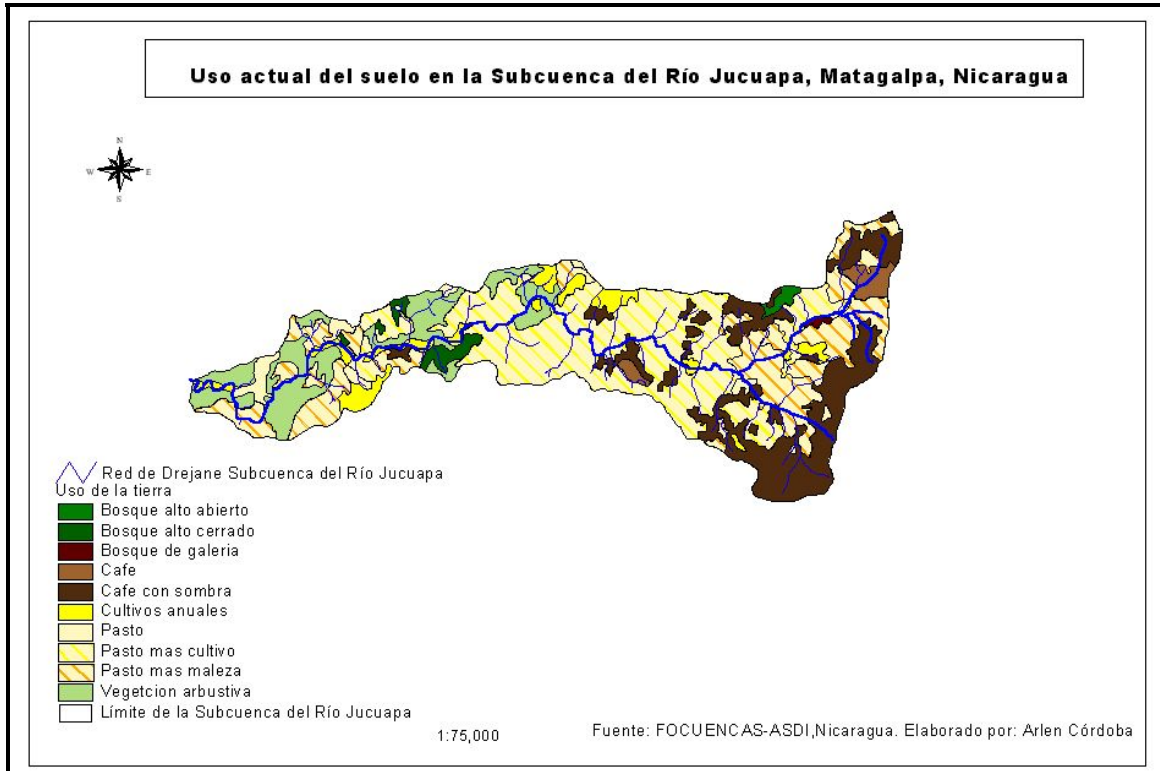 Uso actual del suelo en la Subcuenca del Río Jucuapa, Matagalpa, Nicaragua
N
W E
S
Red de Drejane Subcuenca del Río Jucuapa
Uso de la tierra
Bosque alto abierto
Bosque alto cerrado
Bosque de galeria
Cafe
Cafe con sombra
Cultivos anuales
Pasto
Pasto mas cultivo
Pasto mas maleza
Vegetcion arbustiva
Límite de la Subcuenca del Río Jucuapa
1:75,000
Fuente: FOCUENCAS-ASDI,Nicaragua. Elaborado por: Arlen Córdoba